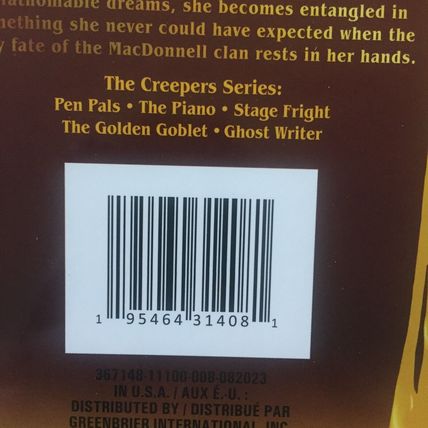 dreams, she becomes entangled in
she never could have expected when the
fate of the MacDonnell clan rests in her hands.
The Creepers Series:
Pen Pals • The Piano • Stage Fright
The Golden Goblet • Ghost Writer
1 95464 31408 1
367148-11100-008-082023
IN U.S.A. / AUX É.-U. :
DISTRIBUTED BY / DISTRIBUÉ PAR
GREENBRIER INTERNATIONAL, INC.